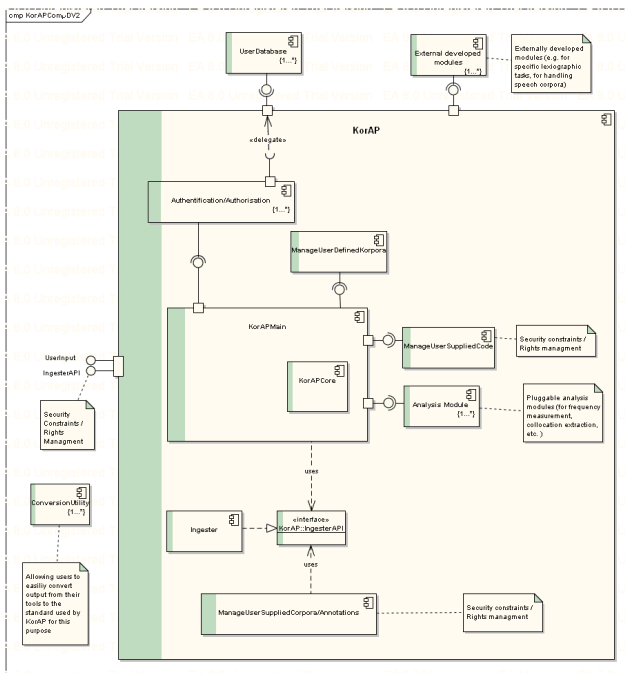 cmp KorAPCompDV2
UserDatabase
{1..*}
External developed
modules
{1..*}
Externally developed
modules (e.g. for
specific lexiographic
tasks, for handling
speech corpora)
KorAP
«delegate»
Authentification/Authorisation
{1..*}
ManageUserDefinedKorpora
KorAPMain
KorAPCore
ManageUserSuppliedCode
Security constraints /
Rights managment
UserInput
IngesterAPI
Analysis Module
{1..*}
Pluggable analysis
modules (for frequency
measurement,
collocation extraction,
etc. )
Security
Constraints /
Rights
Managment
uses
ConversionUtility
{1..*}
Ingester
«interface»
KorAP::IngesterAPI
uses
Allowing users to
easiliy convert
output from their
tools to the
standard used by
KorAP for this
purpose
ManageUserSuppliedCorpora/Annotations
Security constraints /
Rights managment